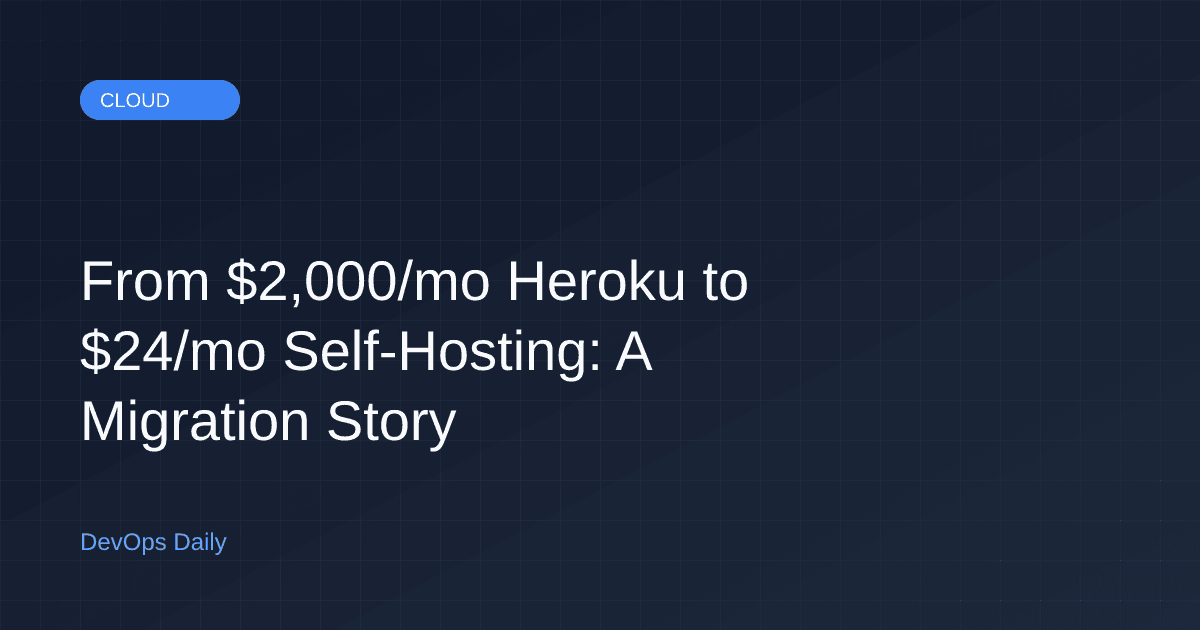 CLOUD
From $2,000/mo Heroku to
$24/mo Self-Hosting: A
Migration Story
DevOps Daily